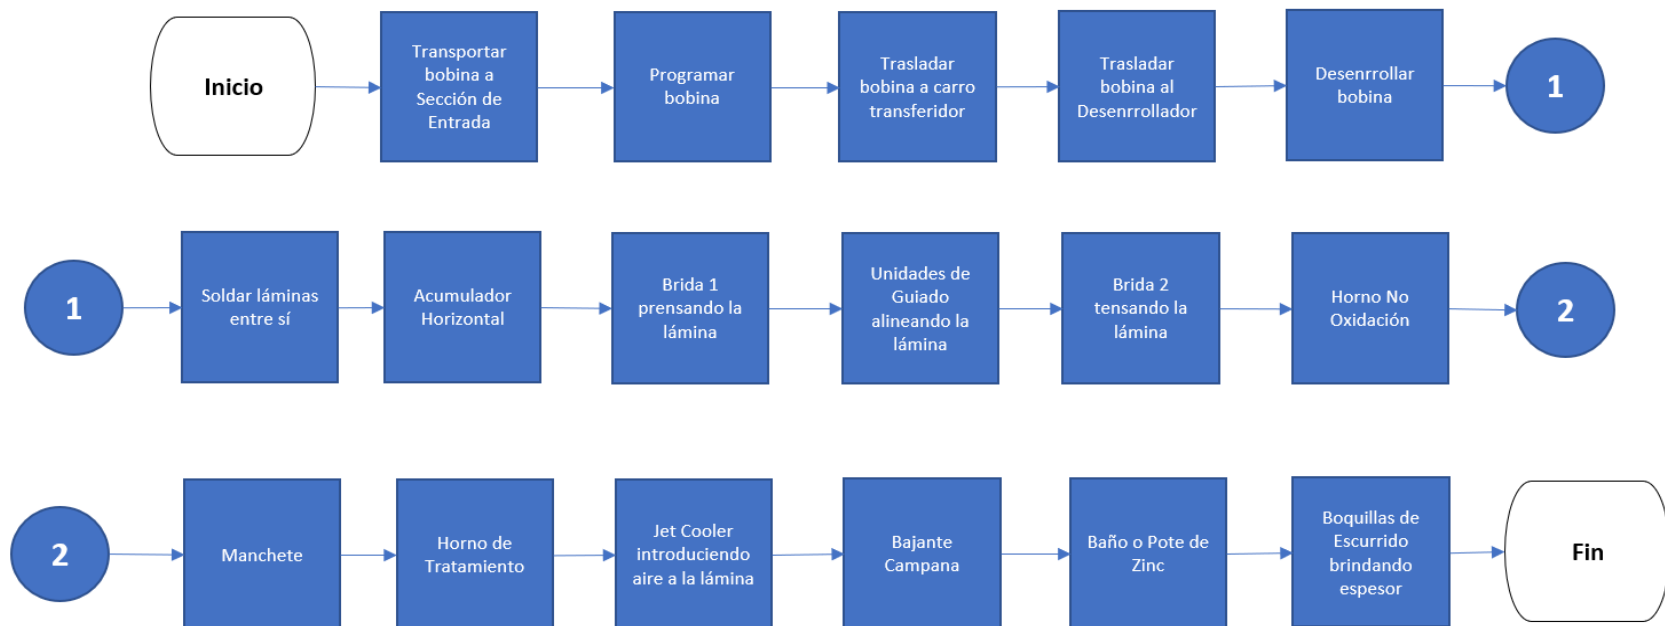 Inicio
Transportar
bobina a
Sección de
Entrada
Programar
bobina
Trasladar
bobina a carro
transferidor
Trasladar
bobina al
Desenrrollador
Desenrrollar
bobina
1
1
Soldar láminas
entre sí
Acumulador
Horizontal
Brida 1
prensando la
lámina
Unidades de
Guiado
alineando la
lámina
Brida 2
tensando la
lámina
Horno No
Oxidación
2
2
Manchete
Horno de
Tratamiento
Jet Cooler
introduciendo
aire a la lámina
Bajante
Campana
Baño o Pote de
Zinc
Boquillas de
Escurrido
brindando
espesor
Fin